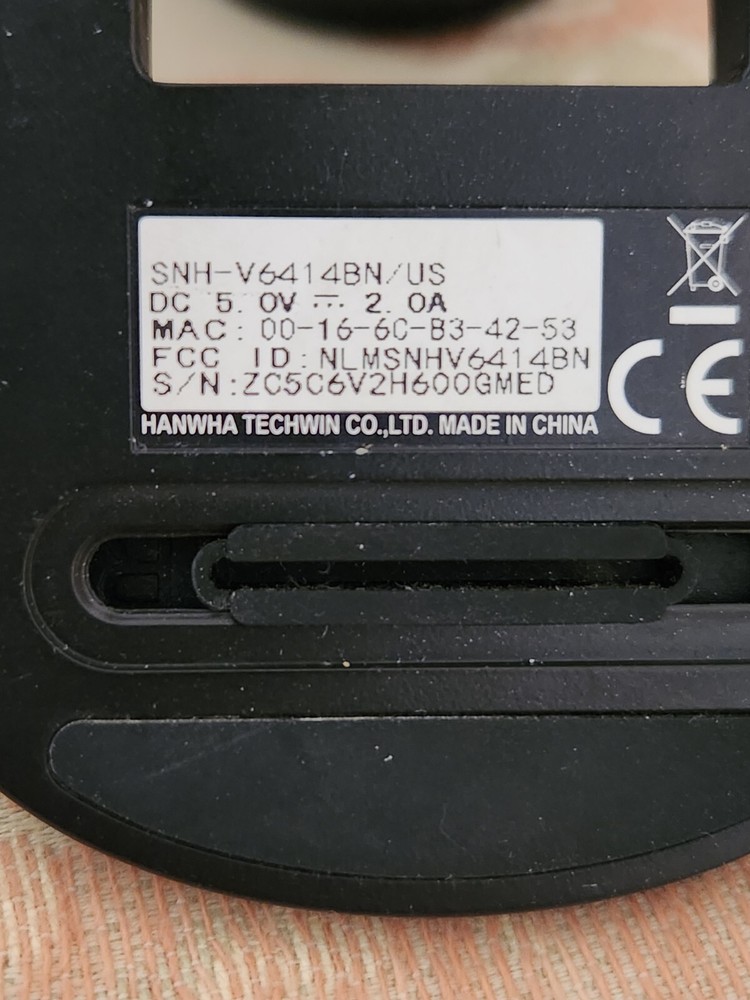 SNH-V6414BN/US
DC 5.0V ⎓ 2.0A
MAC: 00-16-6C-B3-42-53
FCC ID:NLMSNHV6414BN
S/N:ZC5C6V2H600GMED
HANWHA TECHWIN CO.,LTD. MADE IN CHINA
CE